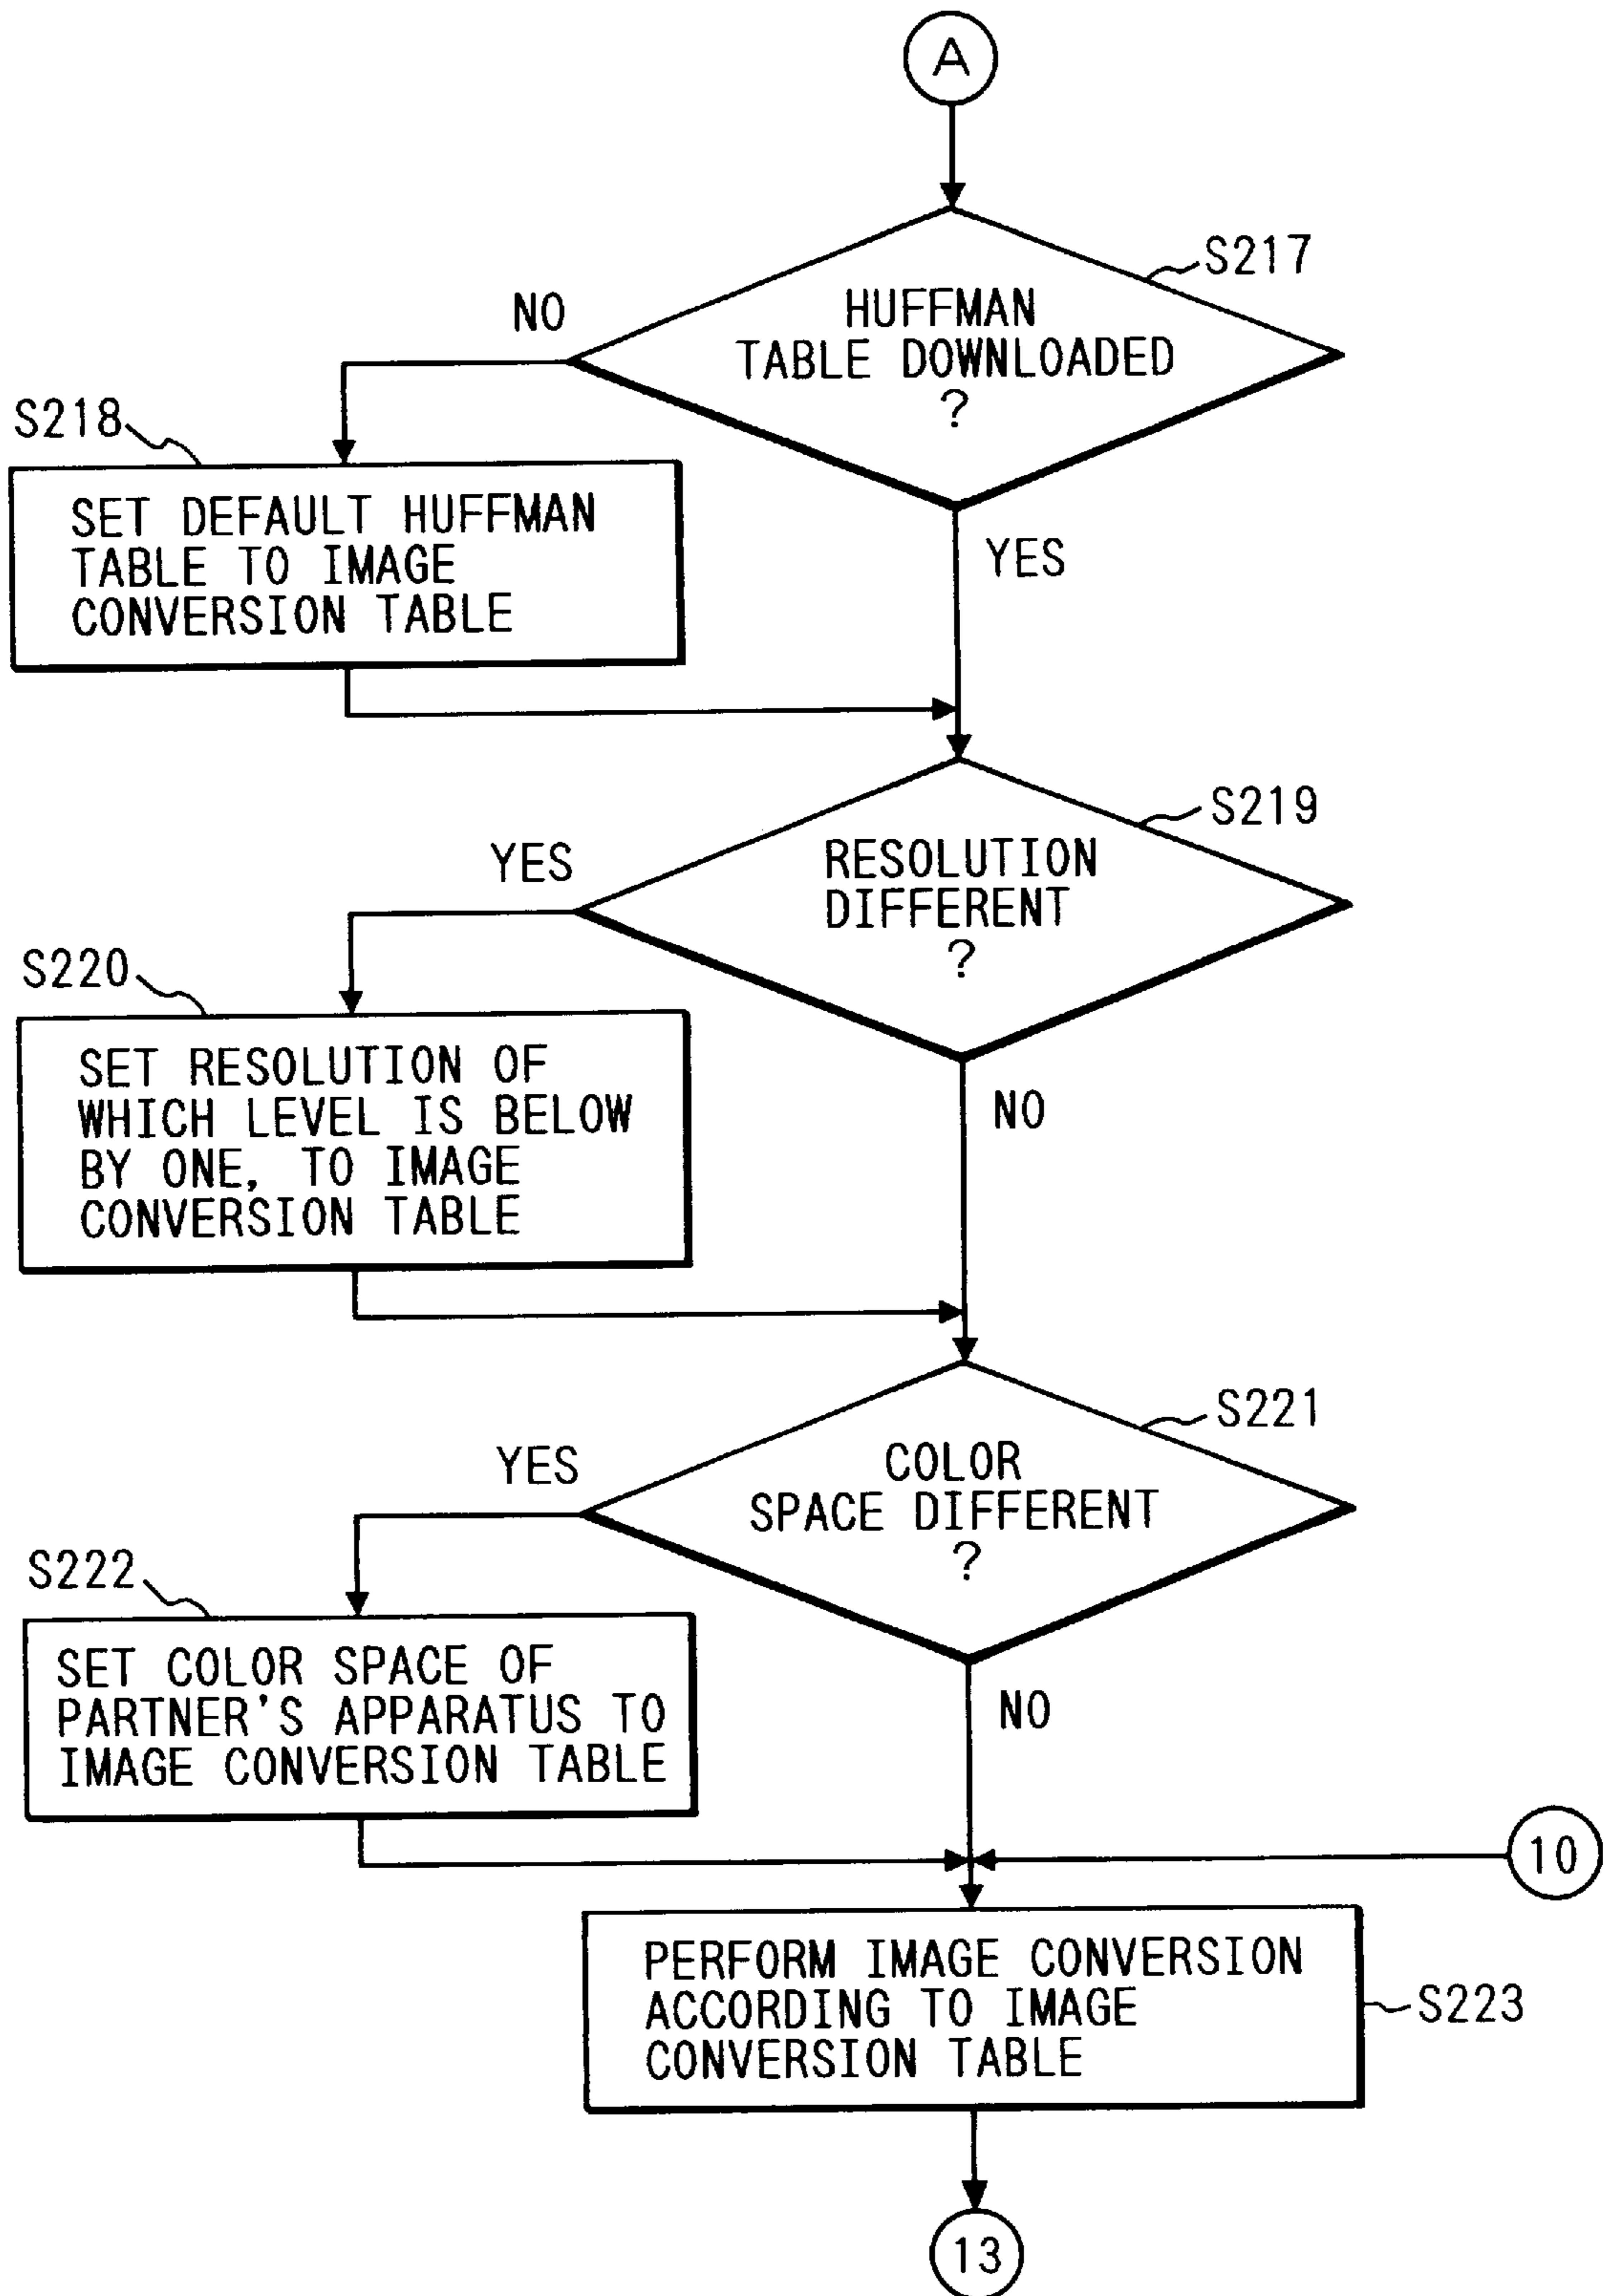 A
S217
NO
HUFFMAN
TABLE DOWNLOADED
?
S218
SET DEFAULT HUFFMAN
TABLE TO IMAGE
CONVERSION TABLE
YES
S219
YES
RESOLUTION
DIFFERENT
?
S220
SET RESOLUTION OF
WHICH LEVEL IS BELOW
BY ONE, TO IMAGE
CONVERSION TABLE
NO
S221
YES
COLOR
SPACE DIFFERENT
?
S222
SET COLOR SPACE OF
PARTNER'S APPARATUS TO
IMAGE CONVERSION TABLE
NO
10
PERFORM IMAGE CONVERSION
ACCORDING TO IMAGE
CONVERSION TABLE
S223
13